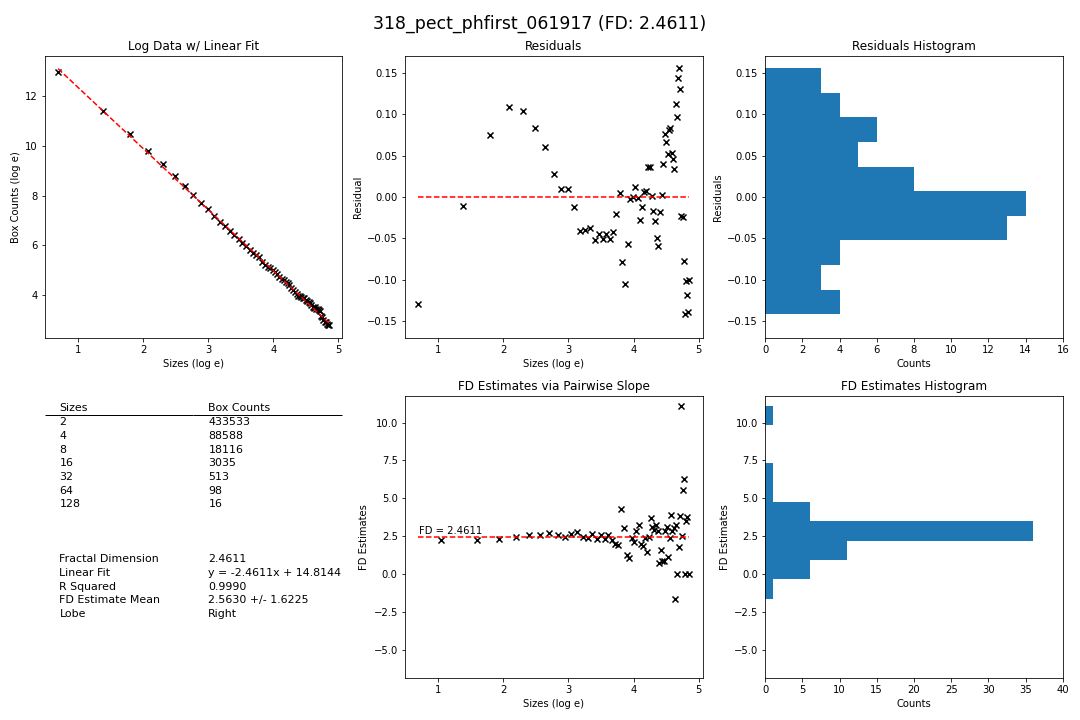 318_pect_phfirst_061917 (FD: 2.4611)
Log Data w/ Linear Fit
Box Counts (log e)
12
10
8
6
4
1 2 3 4 5
Sizes (log e)
Residuals
Residual
0.15
0.10
0.05
0.00
−0.05
−0.10
−0.15
1 2 3 4 5
Sizes (log e)
Residuals Histogram
Residuals
0.15
0.10
0.05
0.00
−0.05
−0.10
−0.15
0 2 4 6 8 10 12 14 16
Counts
Sizes Box Counts
2 433533
4 88588
8 18116
16 3035
32 513
64 98
128 16
Fractal Dimension 2.4611
Linear Fit y = -2.4611x + 14.8144
R Squared 0.9990
FD Estimate Mean 2.5630 +/- 1.6225
Lobe Right
FD Estimates via Pairwise Slope
FD Estimates
10.0
7.5
5.0
2.5
0.0
−2.5
−5.0
FD = 2.4611
1 2 3 4 5
Sizes (log e)
FD Estimates Histogram
FD Estimates
10.0
7.5
5.0
2.5
0.0
−2.5
−5.0
0 5 10 15 20 25 30 35 40
Counts